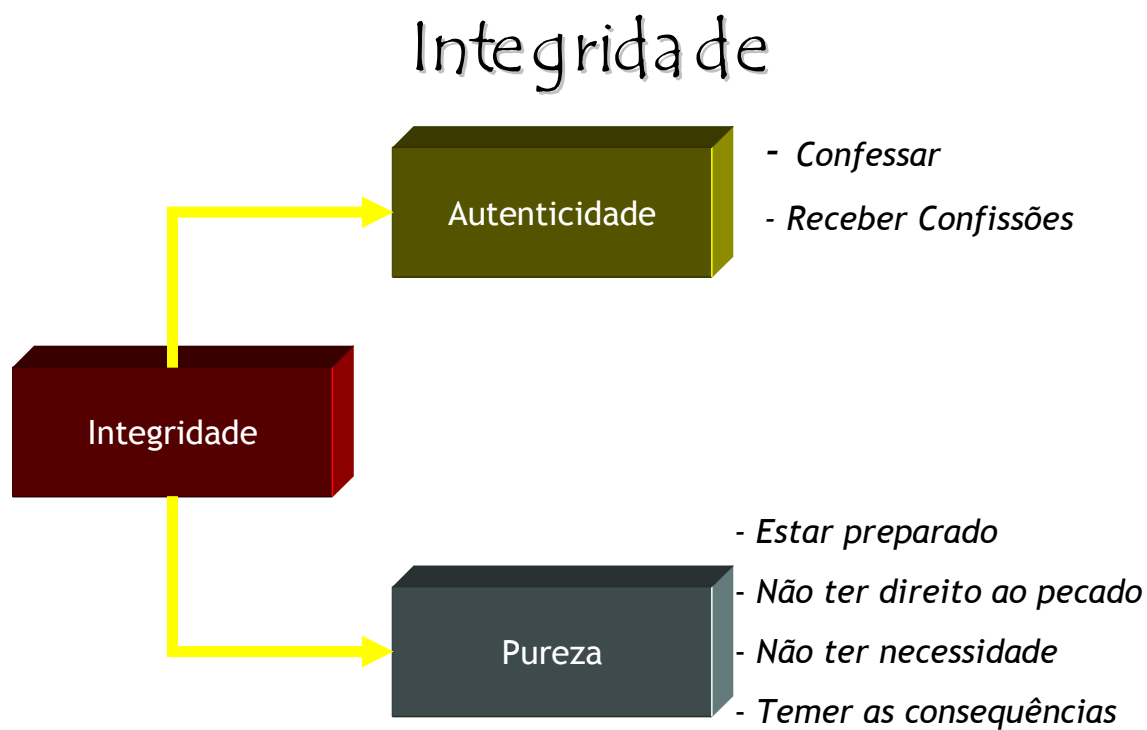 Integridade
Autenticidade
- Confessar
- Receber Confissões
Integridade
Pureza
- Estar preparado
- Não ter direito ao pecado
- Não ter necessidade
- Temer as consequências